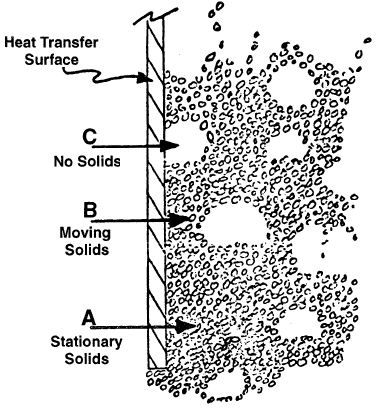 Heat Transfer
Surface
C
No Solids
B
Moving
Solids
A
Stationary
Solids